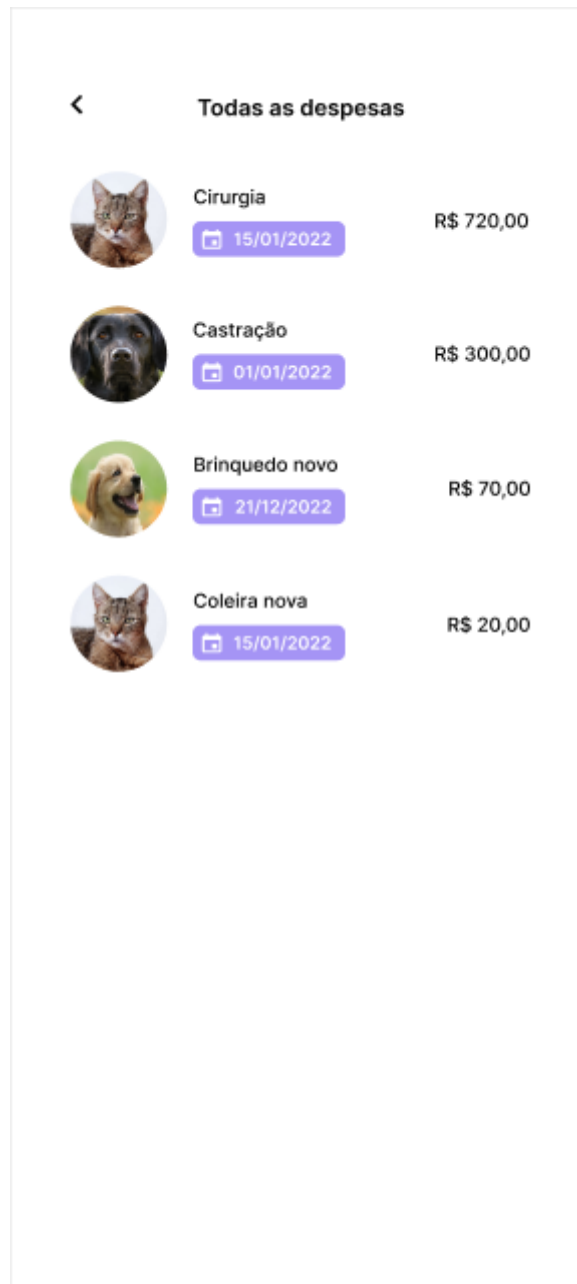 Todas as despesas
Cirurgia
15/01/2022
R$ 720,00
Castração
01/01/2022
R$ 300,00
Brinquedo novo
21/12/2022
R$ 70,00
Coleira nova
15/01/2022
R$ 20,00